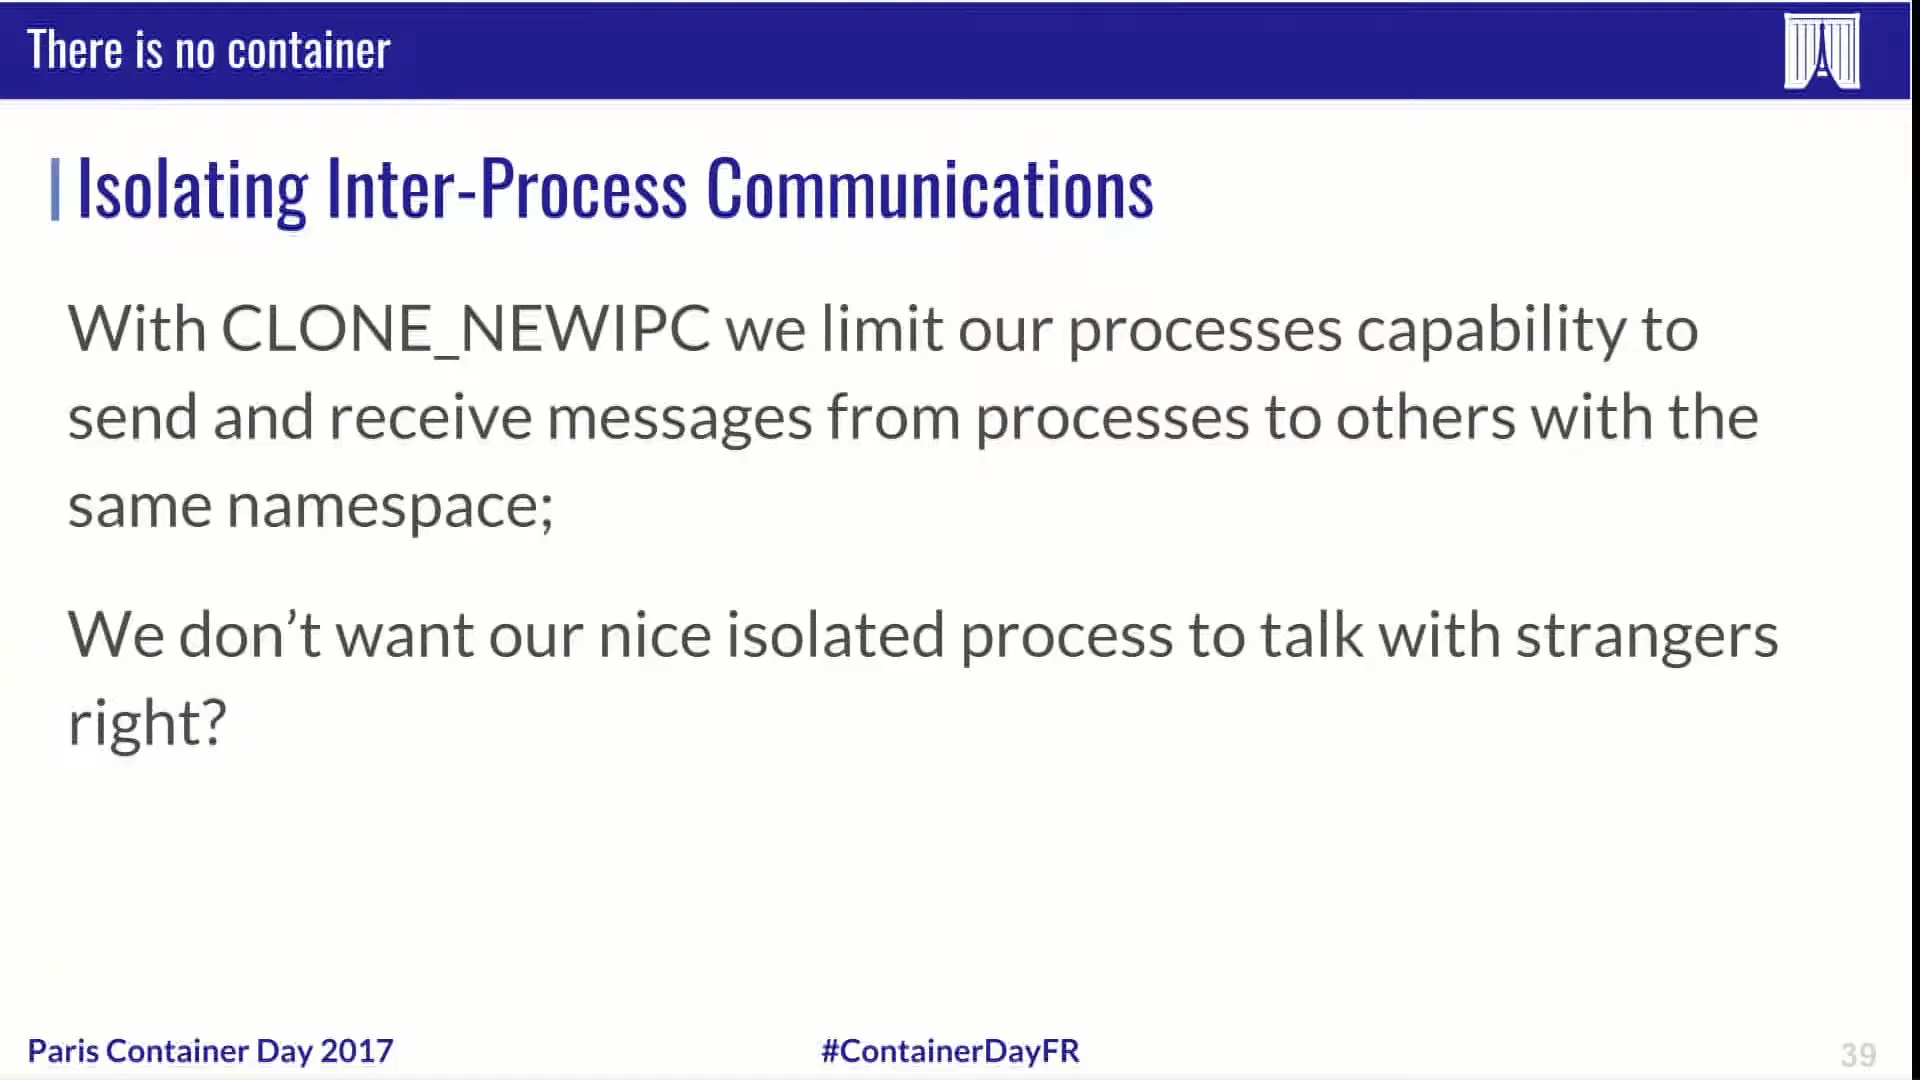 There is no container
Isolating Inter-Process Communications
With CLONE_NEWIPC we limit our processes capability to
send and receive messages from processes to others with the
same namespace;
We don’t want our nice isolated process to talk with strangers
right?
Paris Container Day 2017
#ContainerDayFR
39